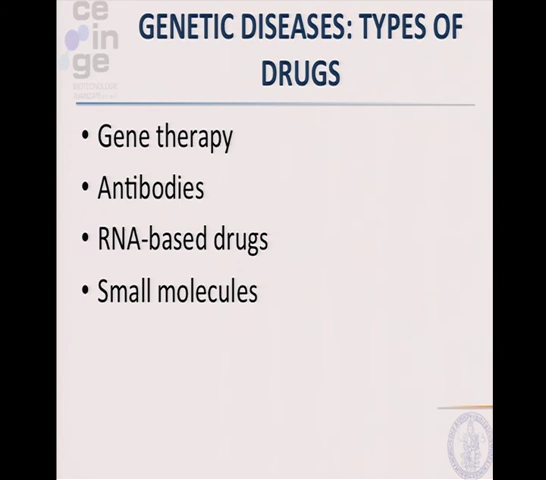 ce
in
ge
GENETIC DISEASES: TYPES OF
DRUGS
• Gene therapy
• Antibodies
• RNA-based drugs
• Small molecules